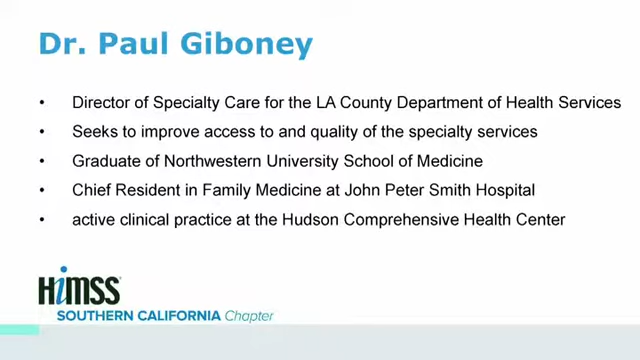 Dr. Paul Giboney
• Director of Specialty Care for the LA County Department of Health Services
• Seeks to improve access to and quality of the specialty services
• Graduate of Northwestern University School of Medicine
• Chief Resident in Family Medicine at John Peter Smith Hospital
• active clinical practice at the Hudson Comprehensive Health Center
HiMSS
SOUTHERN CALIFORNIA Chapter